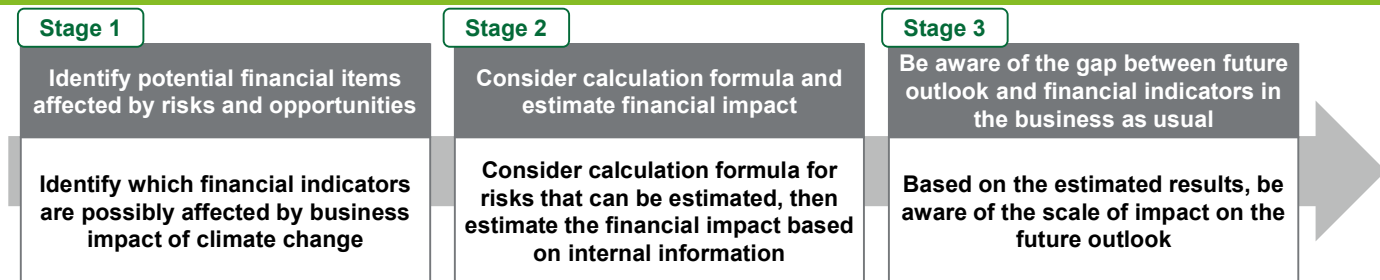 Stage 1
Identify potential financial items
affected by risks and opportunities
Identify which financial indicators
are possibly affected by business
impact of climate change
Stage 2
Consider calculation formula and
estimate financial impact
Consider calculation formula for
risks that can be estimated, then
estimate the financial impact based
on internal information
Stage 3
Be aware of the gap between future
outlook and financial indicators in
the business as usual
Based on the estimated results, be
aware of the scale of impact on the
future outlook